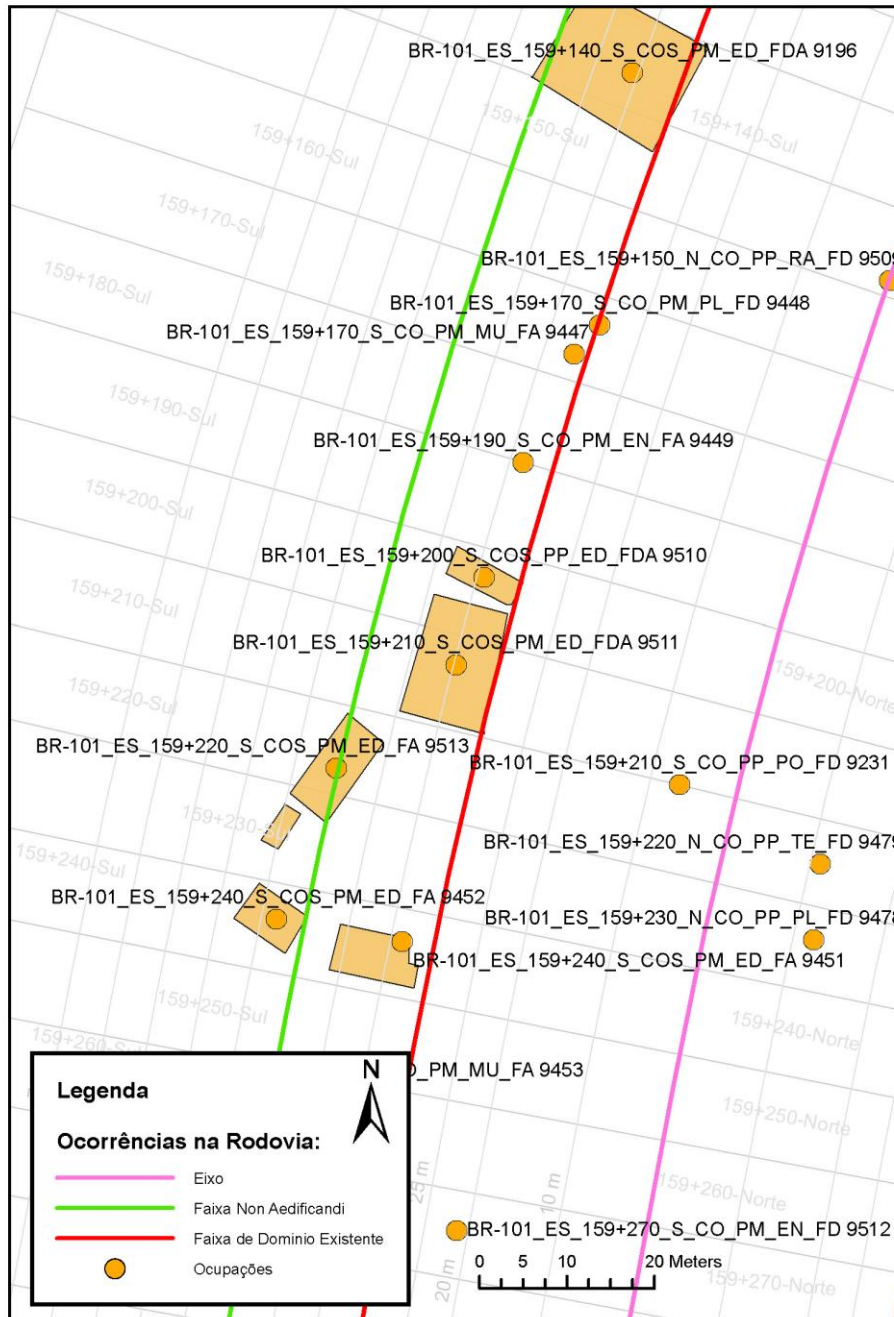 BR-101_ES_159+140_S_COS_PM_ED_FDA 9196
159+150-Sul
159+140-Sul
159+160-Sul
159+170-Sul
BR-101_ES_159+150_N_CO_PP_RA_FD 9509
159+180-Sul
BR-101_ES_159+170_S_CO_PM_PL_FD 9448
BR-101_ES_159+170_S_CO_PM_MU_FA 9447
159+190-Sul
BR-101_ES_159+190_S_CO_PM_EN_FA 9449
159+200-Sul
BR-101_ES_159+200_S_COS_PP_ED_FDA 9510
159+210-Sul
BR-101_ES_159+210_S_COS_PM_ED_FDA 9511
159+220-Sul
159+200-Norte
BR-101_ES_159+220_S_COS_PM_ED_FA 9513
BR-101_ES_159+210_S_CO_PP_PO_FD 9231
159+230-Sul
BR-101_ES_159+220_N_CO_PP_TE_FD 9479
159+240-Sul
BR-101_ES_159+240_S_COS_PM_ED_FA 9452
BR-101_ES_159+230_N_CO_PP_PL_FD 9478
BR-101_ES_159+240_S_COS_PM_ED_FA 9451
159+250-Sul
159+240-Norte
159+260-Sul
_PM_MU_FA 9453
159+250-Norte
Legenda
N
Ocorrências na Rodovia:
Eixo
Faixa Non Aedificandi
Faixa de Dominio Existente
Ocupações
25 m
10 m
159+260-Norte
BR-101_ES_159+270_S_CO_PM_EN_FD 9512
0 5 10 20 Meters
20 m
159+270-Norte